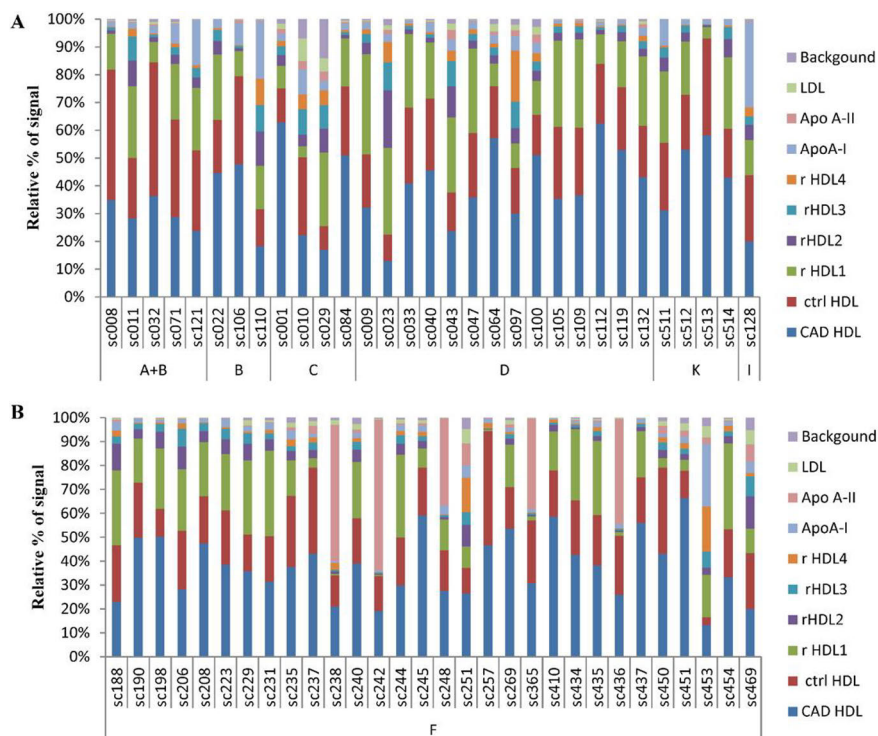 A
Relative % of signal
100%
90%
80%
70%
60%
50%
40%
30%
20%
10%
0%
sc008 sc011 sc032 sc071 sc121 sc022 sc106 sc110 sc001 sc010 sc029 sc084 sc009 sc023 sc033 sc040 sc043 sc047 sc064 sc097 sc100 sc105 sc109 sc112 sc119 sc132 sc511 sc512 sc513 sc514 sc128
A+B B C D K I
Backgound
LDL
Apo A-II
ApoA-I
r HDL4
rHDL3
rHDL2
r HDL1
ctrl HDL
CAD HDL
B
Relative % of signal
100%
90%
80%
70%
60%
50%
40%
30%
20%
10%
0%
sc188 sc190 sc198 sc206 sc208 sc223 sc229 sc231 sc235 sc237 sc238 sc240 sc242 sc244 sc245 sc248 sc251 sc257 sc269 sc365 sc410 sc434 sc435 sc436 sc437 sc450 sc451 sc453 sc454 sc469
F
Backgound
LDL
Apo A-II
ApoA-I
r HDL4
rHDL3
rHDL2
r HDL1
ctrl HDL
CAD HDL